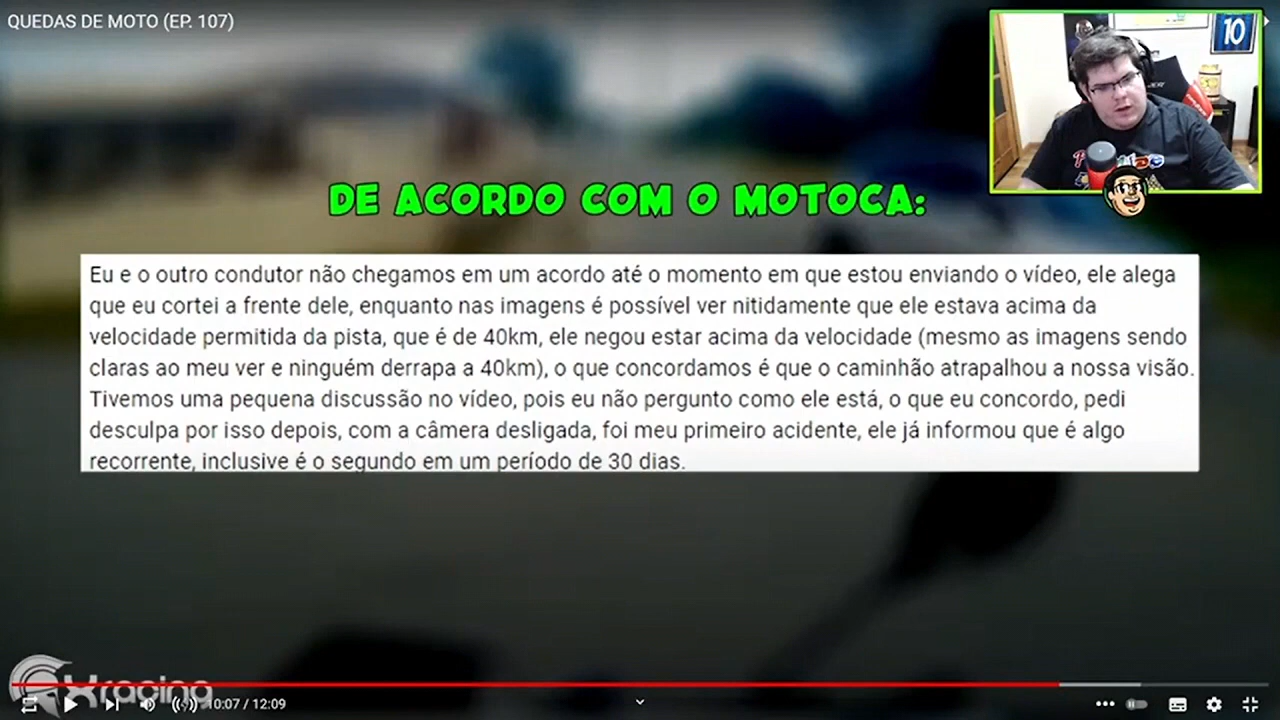 QUEDAS DE MOTO (EP. 107)
10
DE ACORDO COM O MOTOCA:
Eu e o outro condutor não chegamos em um acordo até o momento em que estou enviando o vídeo, ele alega
que eu cortei a frente dele, enquanto nas imagens é possível ver nitidamente que ele estava acima da
velocidade permitida da pista, que é de 40km, ele negou estar acima da velocidade (mesmo as imagens sendo
claras ao meu ver e ninguém derrapa a 40km), o que concordamos é que o caminhão atrapalhou a nossa visão.
Tivemos uma pequena discussão no vídeo, pois eu não pergunto como ele está, o que eu concordo, pedi
desculpa por isso depois, com a câmera desligada, foi meu primeiro acidente, ele já informou que é algo
recorrente, inclusive é o segundo em um período de 30 dias.
racing
10:07 / 12:09